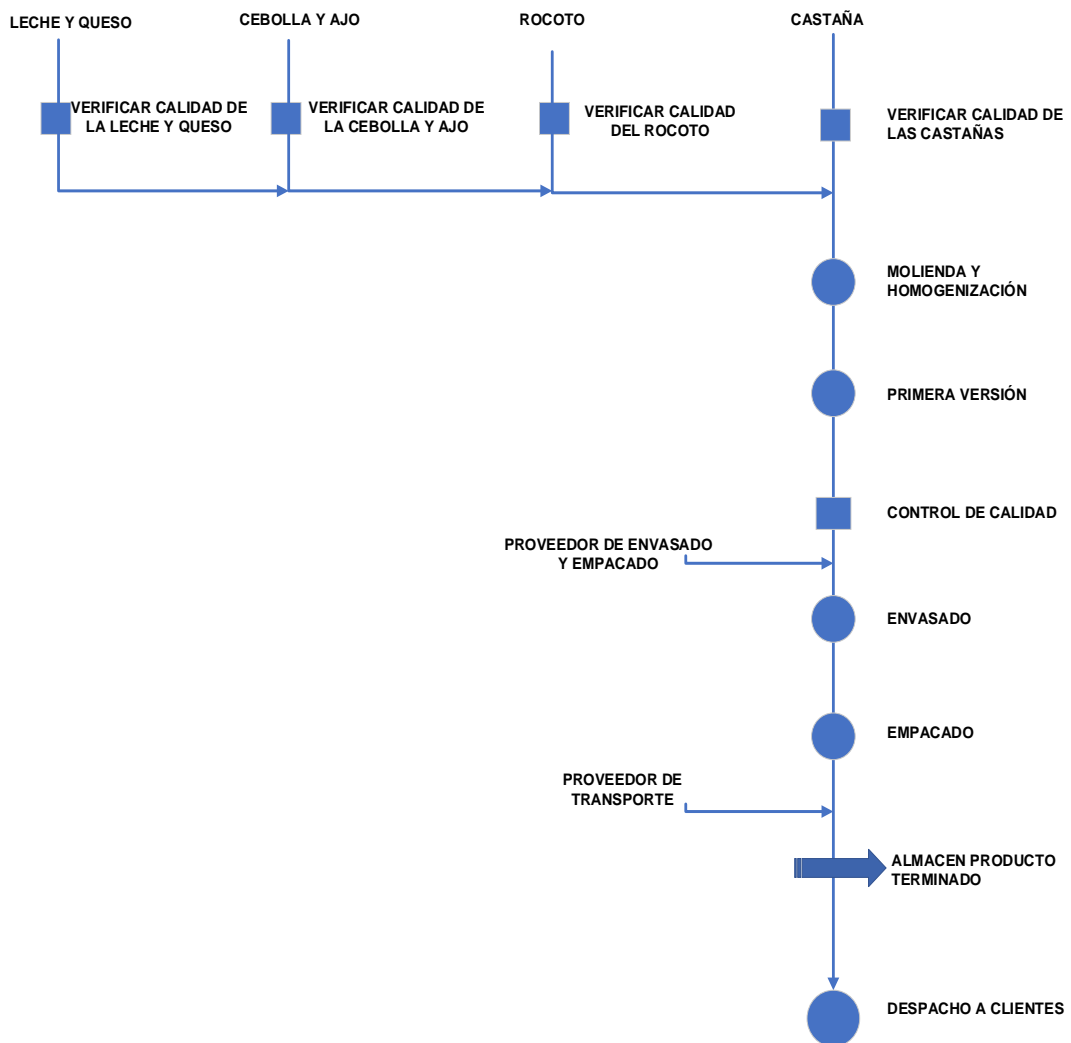 LECHE Y QUESO
CEBOLLA Y AJO
ROCOTO
CASTAÑA
VERIFICAR CALIDAD DE
LA LECHE Y QUESO
VERIFICAR CALIDAD DE
LA CEBOLLA Y AJO
VERIFICAR CALIDAD
DEL ROCOTO
VERIFICAR CALIDAD DE
LAS CASTAÑAS
MOLIENDA Y
HOMOGENIZACIÓN
PRIMERA VERSIÓN
CONTROL DE CALIDAD
PROVEEDOR DE ENVASADO
Y EMPACADO
ENVASADO
EMPACADO
PROVEEDOR DE
TRANSPORTE
ALMACEN PRODUCTO
TERMINADO
DESPACHO A CLIENTES